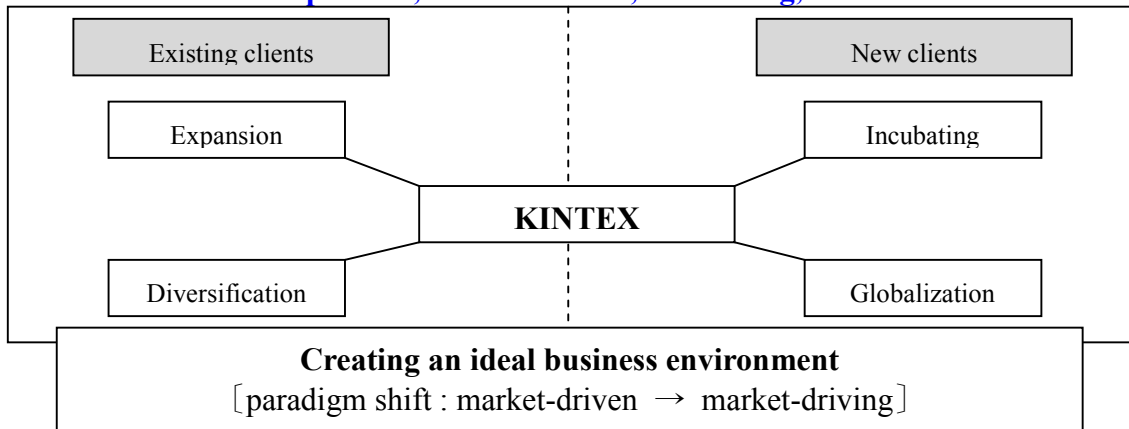 Existing clients
New clients
Expansion
Incubating
KINTEX
Diversification
Globalization
Creating an ideal business environment
〔paradigm shift : market-driven → market-driving〕